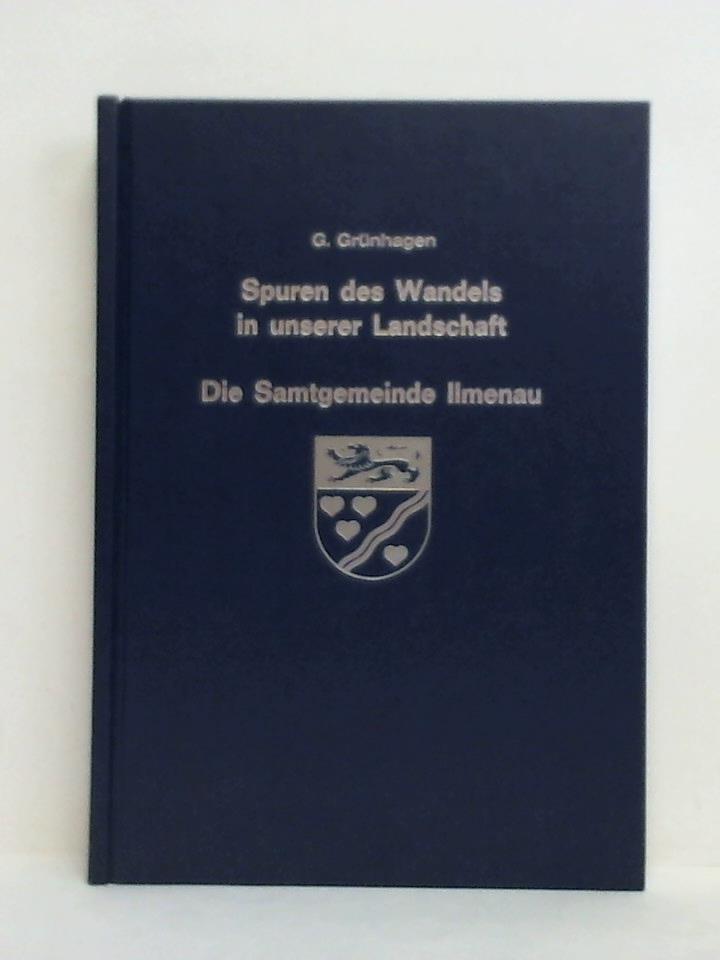 G. Grünhagen
Spuren des Wandels
in unserer Landschaft
Die Samtgemeinde Ilmenau